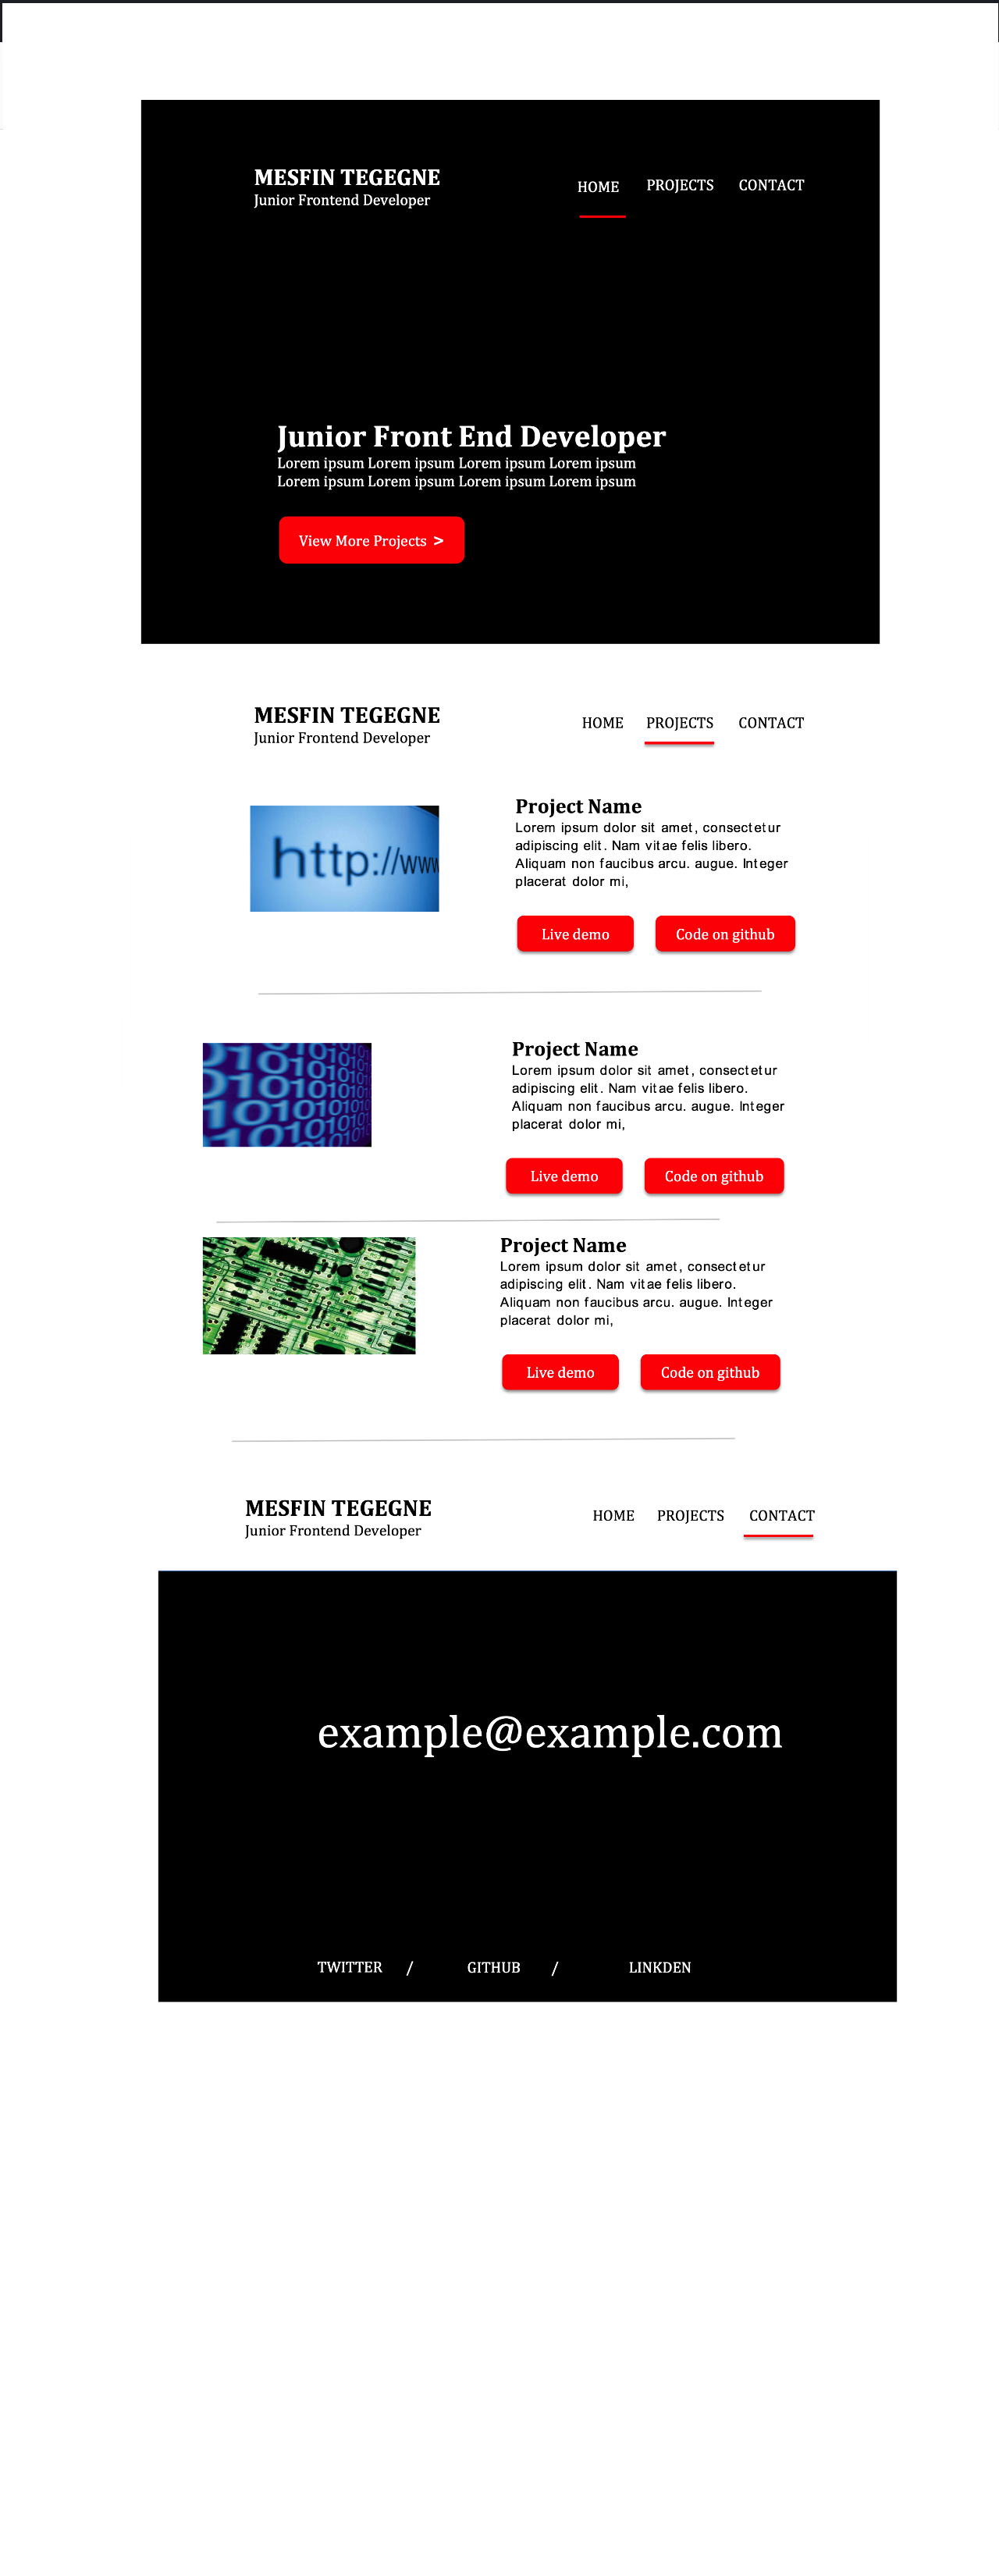 MESFIN TEGEGNE
Junior Frontend Developer
HOME PROJECTS CONTACT
Junior Front End Developer
Lorem ipsum Lorem ipsum Lorem ipsum Lorem ipsum
Lorem ipsum Lorem ipsum Lorem ipsum Lorem ipsum
View More Projects >
MESFIN TEGEGNE
Junior Frontend Developer
HOME PROJECTS CONTACT
http://www
Project Name
Lorem ipsum dolor sit amet, consectetur
adipiscing elit. Nam vitae felis libero.
Aliquam non faucibus arcu. augue. Integer
placerat dolor mi,
Live demo Code on github
Project Name
Lorem ipsum dolor sit amet, consectetur
adipiscing elit. Nam vitae felis libero.
Aliquam non faucibus arcu. augue. Integer
placerat dolor mi,
Live demo Code on github
Project Name
Lorem ipsum dolor sit amet, consectetur
adipiscing elit. Nam vitae felis libero.
Aliquam non faucibus arcu. augue. Integer
placerat dolor mi,
Live demo Code on github
MESFIN TEGEGNE
Junior Frontend Developer
HOME PROJECTS CONTACT
example@example.com
TWITTER / GITHUB / LINKDEN